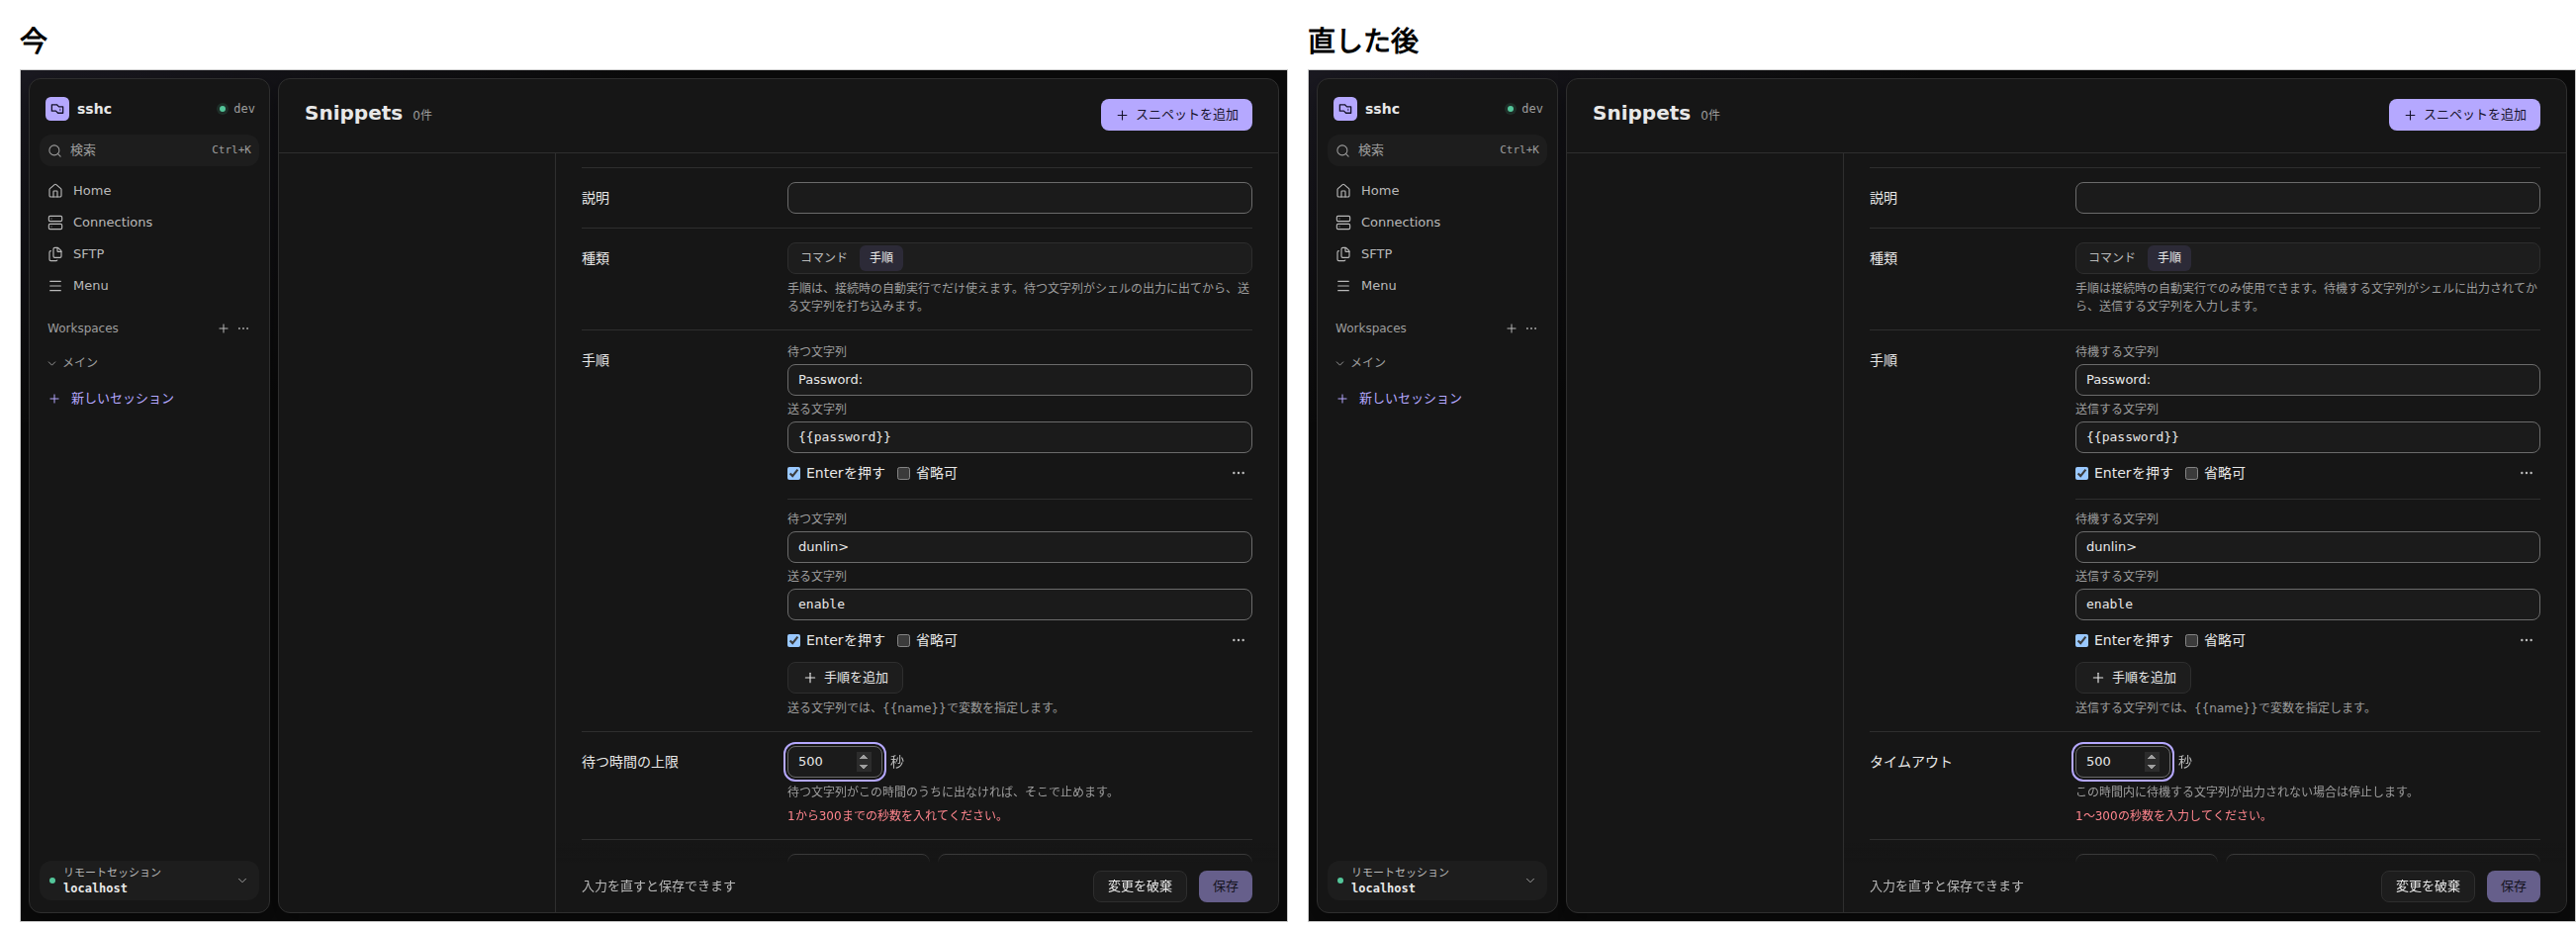 今
sshc
dev
検索
Ctrl+K
Home
Connections
SFTP
Menu
Workspaces
メイン
新しいセッション
リモートセッション
localhost
Snippets 0件
スニペットを追加
説明
種類
コマンド 手順
手順は、接続時の自動実行でだけ使えます。待つ文字列がシェルの出力に出てから、送
る文字列を打ち込みます。
手順
待つ文字列
Password:
送る文字列
{{password}}
Enterを押す 省略可
待つ文字列
dunlin>
送る文字列
enable
Enterを押す 省略可
手順を追加
送る文字列では、{{name}}で変数を指定します。
待つ時間の上限
500 秒
待つ文字列がこの時間のうちに出なければ、そこで止めます。
1から300までの秒数を入れてください。
入力を直すと保存できます
変更を破棄
保存
直した後
sshc
dev
検索
Ctrl+K
Home
Connections
SFTP
Menu
Workspaces
メイン
新しいセッション
リモートセッション
localhost
Snippets 0件
スニペットを追加
説明
種類
コマンド 手順
手順は接続時の自動実行でのみ使用できます。待機する文字列がシェルに出力されてか
ら、送信する文字列を入力します。
手順
待機する文字列
Password:
送信する文字列
{{password}}
Enterを押す 省略可
待機する文字列
dunlin>
送信する文字列
enable
Enterを押す 省略可
手順を追加
送信する文字列では、{{name}}で変数を指定します。
タイムアウト
500 秒
この時間内に待機する文字列が出力されない場合は停止します。
1〜300の秒数を入力してください。
入力を直すと保存できます
変更を破棄
保存